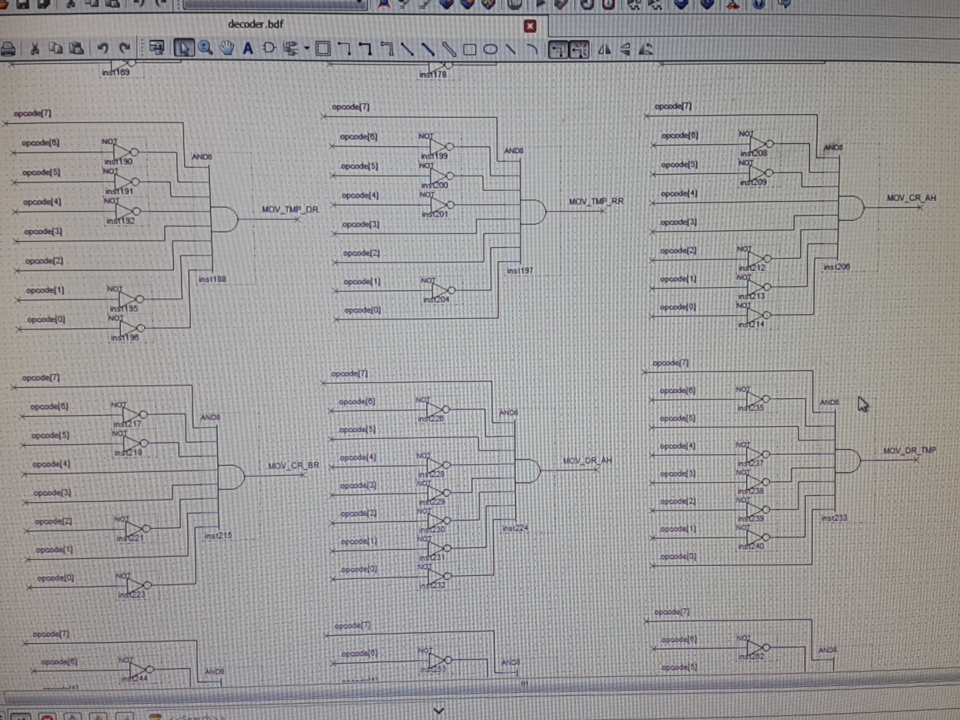 decoder.bdf
inst169
inst178
opcode[7]
opcode[6]
NOT
inst190
AND8
opcode[5]
NOT
inst191
opcode[4]
NOT
inst192
MOV_TMP_DR
opcode[3]
opcode[2]
inst188
opcode[1]
NOT
inst195
opcode[0]
NOT
inst196
opcode[7]
opcode[6]
NOT
inst199
AND8
opcode[5]
NOT
inst200
opcode[4]
NOT
inst201
MOV_TMP_RR
opcode[3]
opcode[2]
inst197
opcode[1]
NOT
inst204
opcode[0]
opcode[7]
opcode[6]
NOT
inst208
AND8
opcode[5]
NOT
inst209
opcode[4]
MOV_CR_AH
opcode[3]
opcode[2]
NOT
inst212
inst206
opcode[1]
NOT
inst213
opcode[0]
NOT
inst214
opcode[7]
opcode[6]
NOT
inst217
AND8
opcode[5]
NOT
inst218
opcode[4]
MOV_CR_BR
opcode[3]
opcode[2]
NOT
inst221
inst215
opcode[1]
opcode[0]
NOT
inst223
opcode[7]
opcode[6]
NOT
inst226
AND8
opcode[5]
opcode[4]
NOT
inst228
MOV_DR_AH
opcode[3]
NOT
inst229
opcode[2]
NOT
inst230
inst224
opcode[1]
NOT
inst231
opcode[0]
NOT
inst232
opcode[7]
opcode[6]
NOT
inst235
AND8
opcode[5]
opcode[4]
NOT
inst237
MOV_DR_TMP
opcode[3]
NOT
inst238
opcode[2]
NOT
inst239
inst233
opcode[1]
NOT
inst240
opcode[0]
opcode[7]
opcode[6]
NOT
inst244
AND8
opcode[7]
opcode[6]
NOT
inst253
AND8
opcode[7]
opcode[6]
NOT
inst262
AND8
opcode[5]